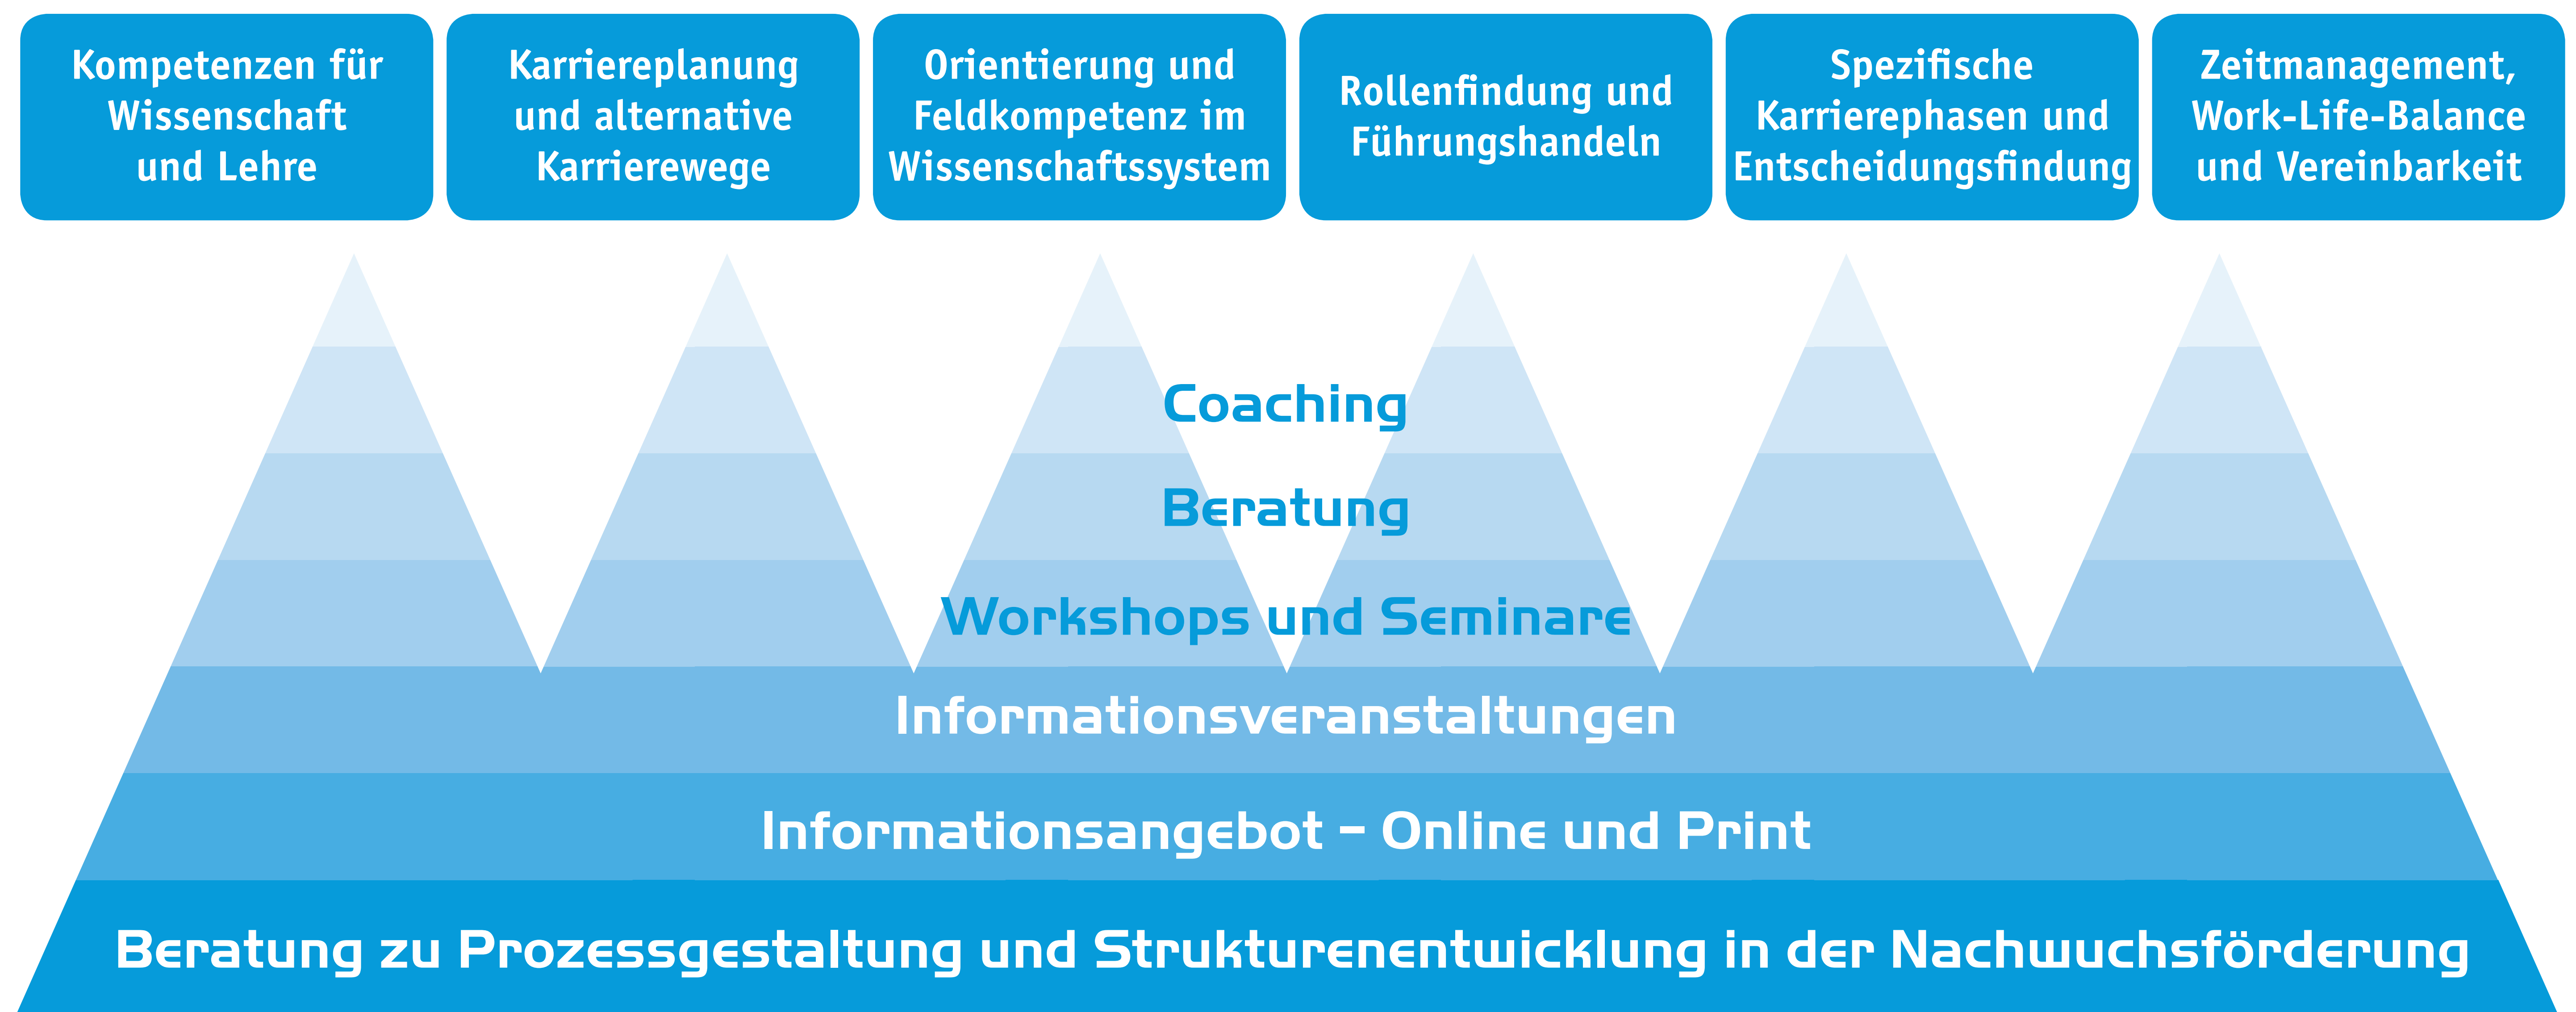 Kompetenzen für
Wissenschaft
und Lehre
Karriereplanung
und alternative
Karrierewege
Orientierung und
Feldkompetenz im
Wissenschaftssystem
Rollenfindung und
Führungshandeln
Spezifische
Karrierephasen und
Entscheidungsfindung
Zeitmanagement,
Work-Life-Balance
und Vereinbarkeit
Coaching
Beratung
Workshops und Seminare
Informationsveranstaltungen
Informationsangebot – Online und Print
Beratung zu Prozessgestaltung und Strukturenentwicklung in der Nachwuchsförderung